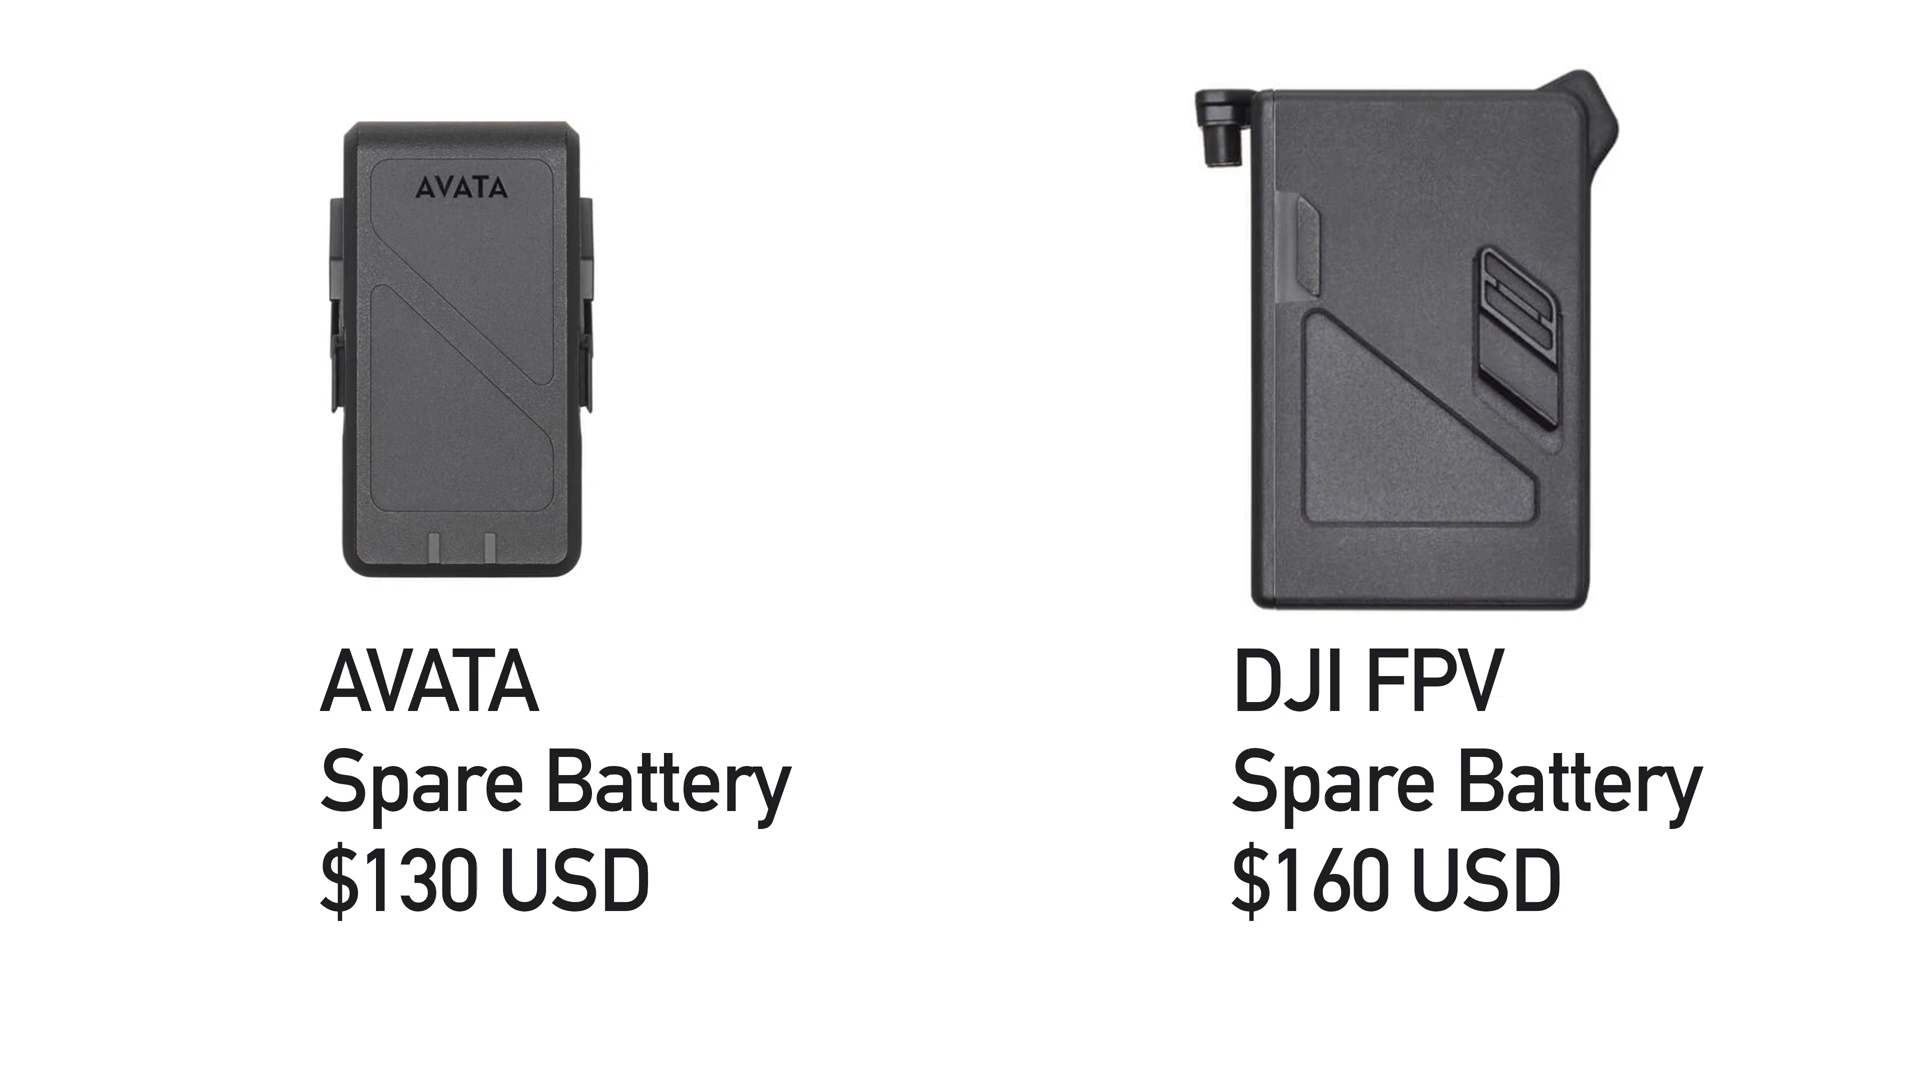 AVATA
AVATA
Spare Battery
$130 USD
DJI FPV
Spare Battery
$160 USD